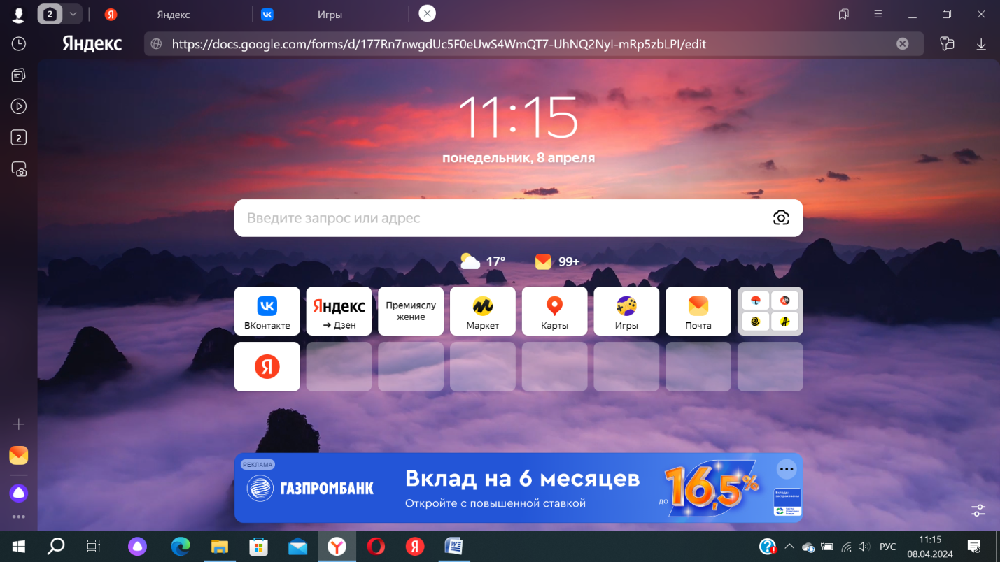 2
Яндекс
Игры
Яндекс
https://docs.google.com/forms/d/177Rn7nwgdUc5F0eUwS4WmQT7-UhNQ2NyI-mRp5zbLPI/edit
2
11:15
понедельник, 8 апреля
Введите запрос или адрес
17°
99+
ВКонтакте
Яндекс
→ Дзен
Премияслу
жение
Маркет
Карты
Игры
Почта
Я
РЕКЛАМА
ГАЗПРОМБАНК
Вклад на 6 месяцев
Откройте с повышенной ставкой
до 16,5%
РУС
11:15
08.04.2024